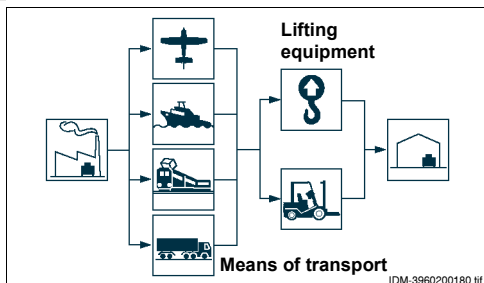 Lifting
equipment
Means of transport
IDM-3960200180.tif